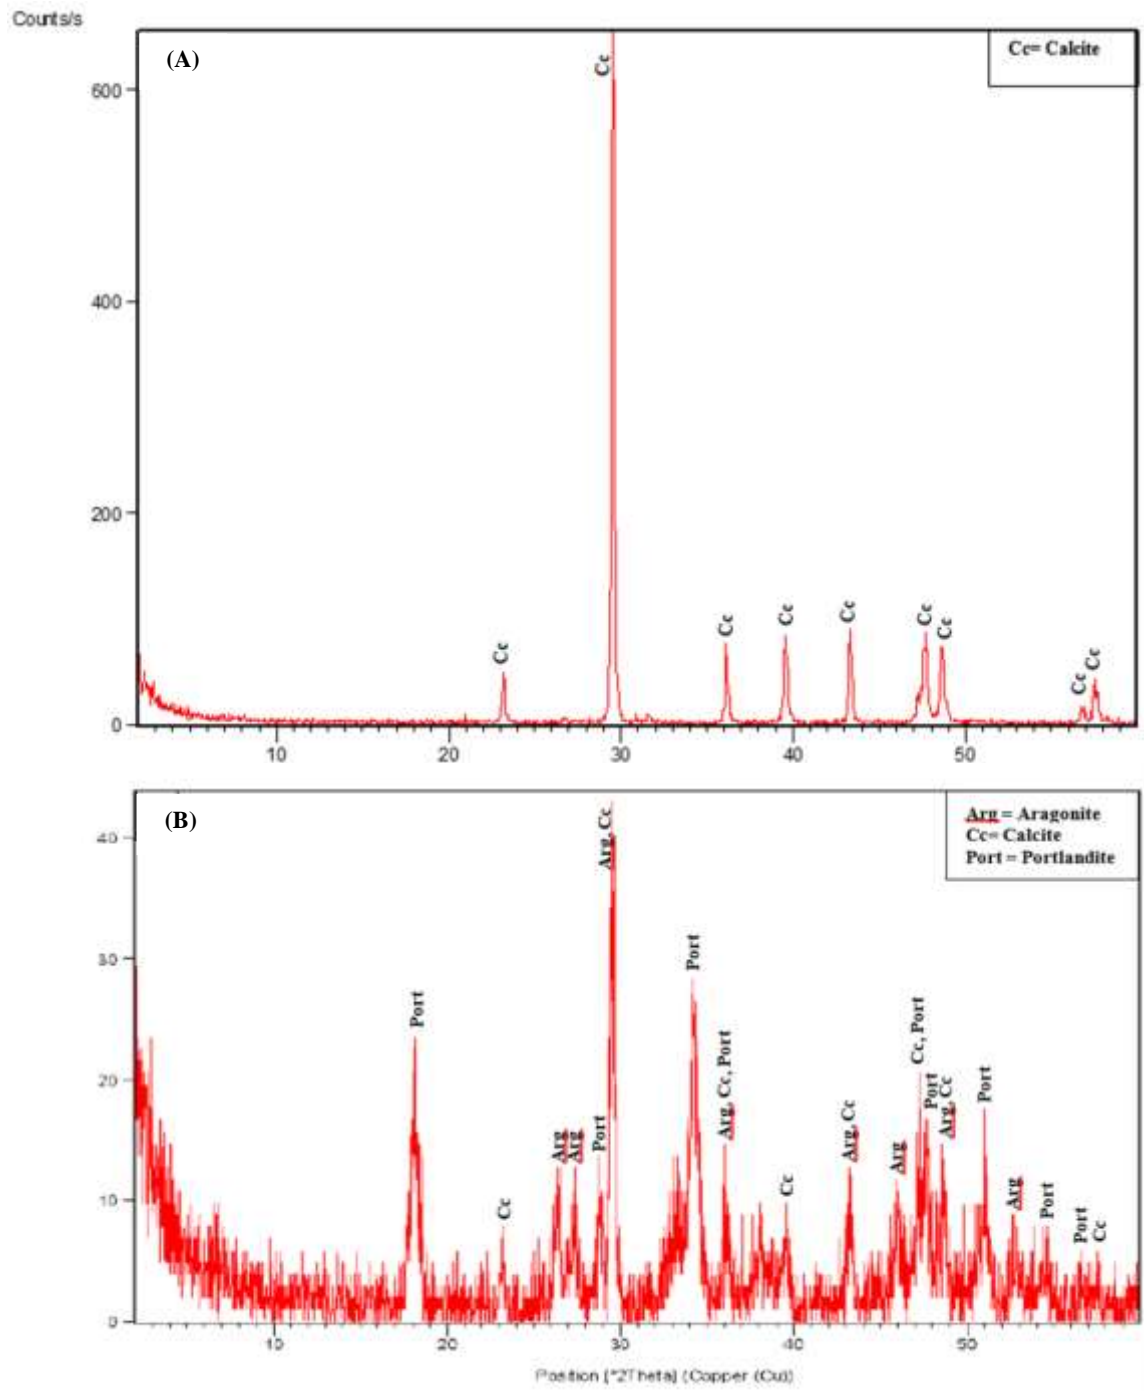 Counts/s
(A)
Cc= Calcite
600
400
200
0
Cc
Cc
Cc
Cc
Cc
Cc
Cc
Cc
Cc
10
20
30
40
50
(B)
Arg = Aragonite
Cc= Calcite
Port = Portlandite
40
30
20
10
0
Port
Cc
Arg
Arg
Port
Arg, Cc
Port
Arg, Cc, Port
Cc
Arg, Cc
Arg
Cc, Port
Port
Arg, Cc
Port
Arg
Port
Port
Cc
10
20
30
40
50
Position [°2Theta] (Copper (Cu))